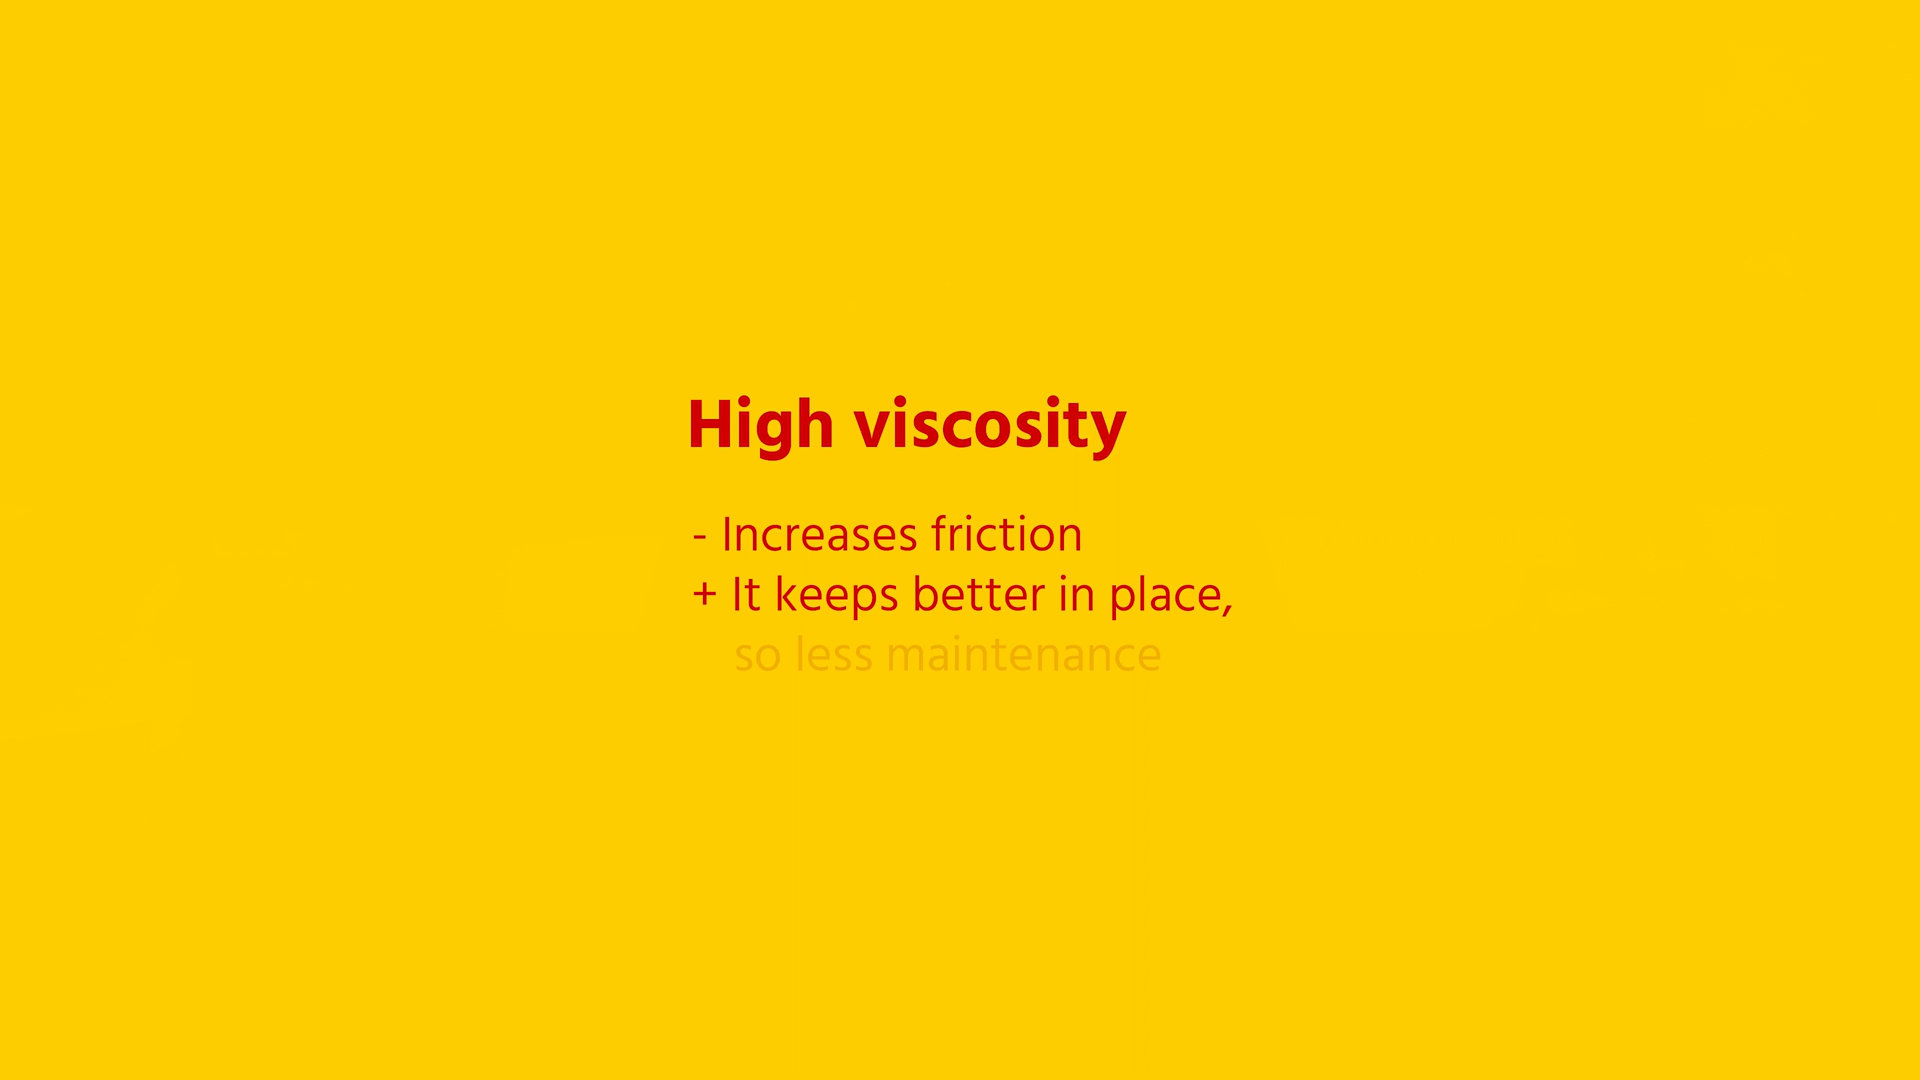 High viscosity
- Increases friction
+ It keeps better in place,
so less maintenance